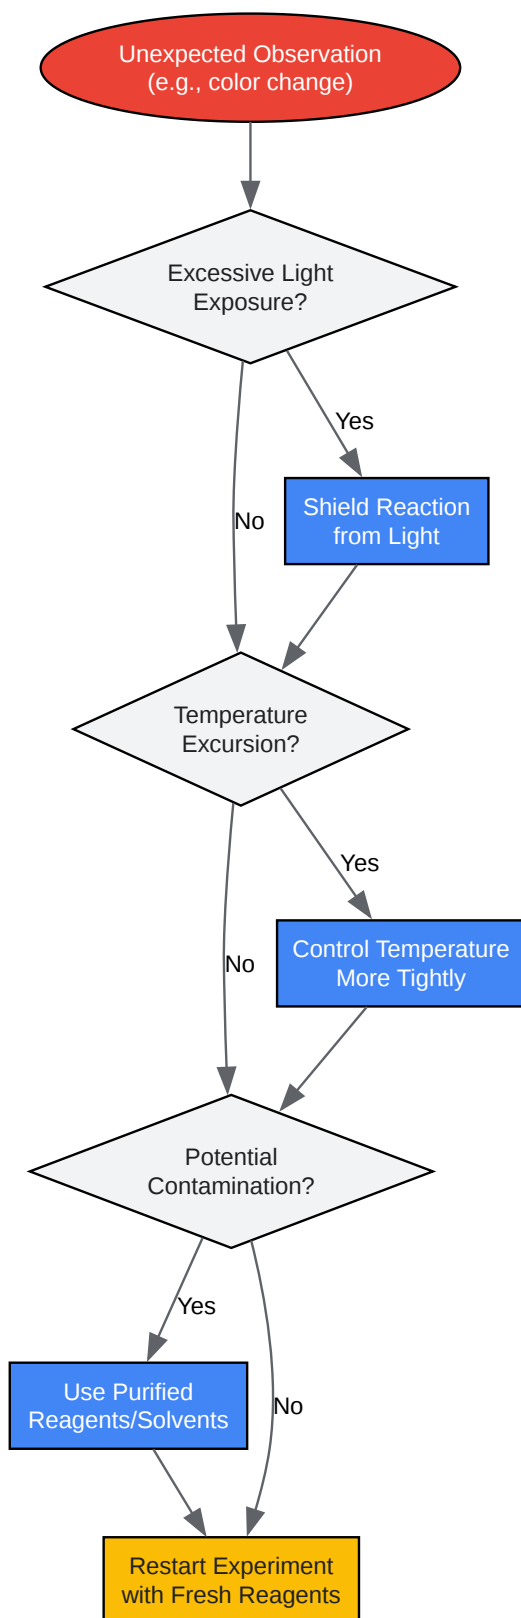 Unexpected Observation
(e.g., color change)
Excessive Light
Exposure?
Yes
No
Shield Reaction
from Light
Temperature
Excursion?
Yes
No
Control Temperature
More Tightly
Potential
Contamination?
Yes
No
Use Purified
Reagents/Solvents
Restart Experiment
with Fresh Reagents